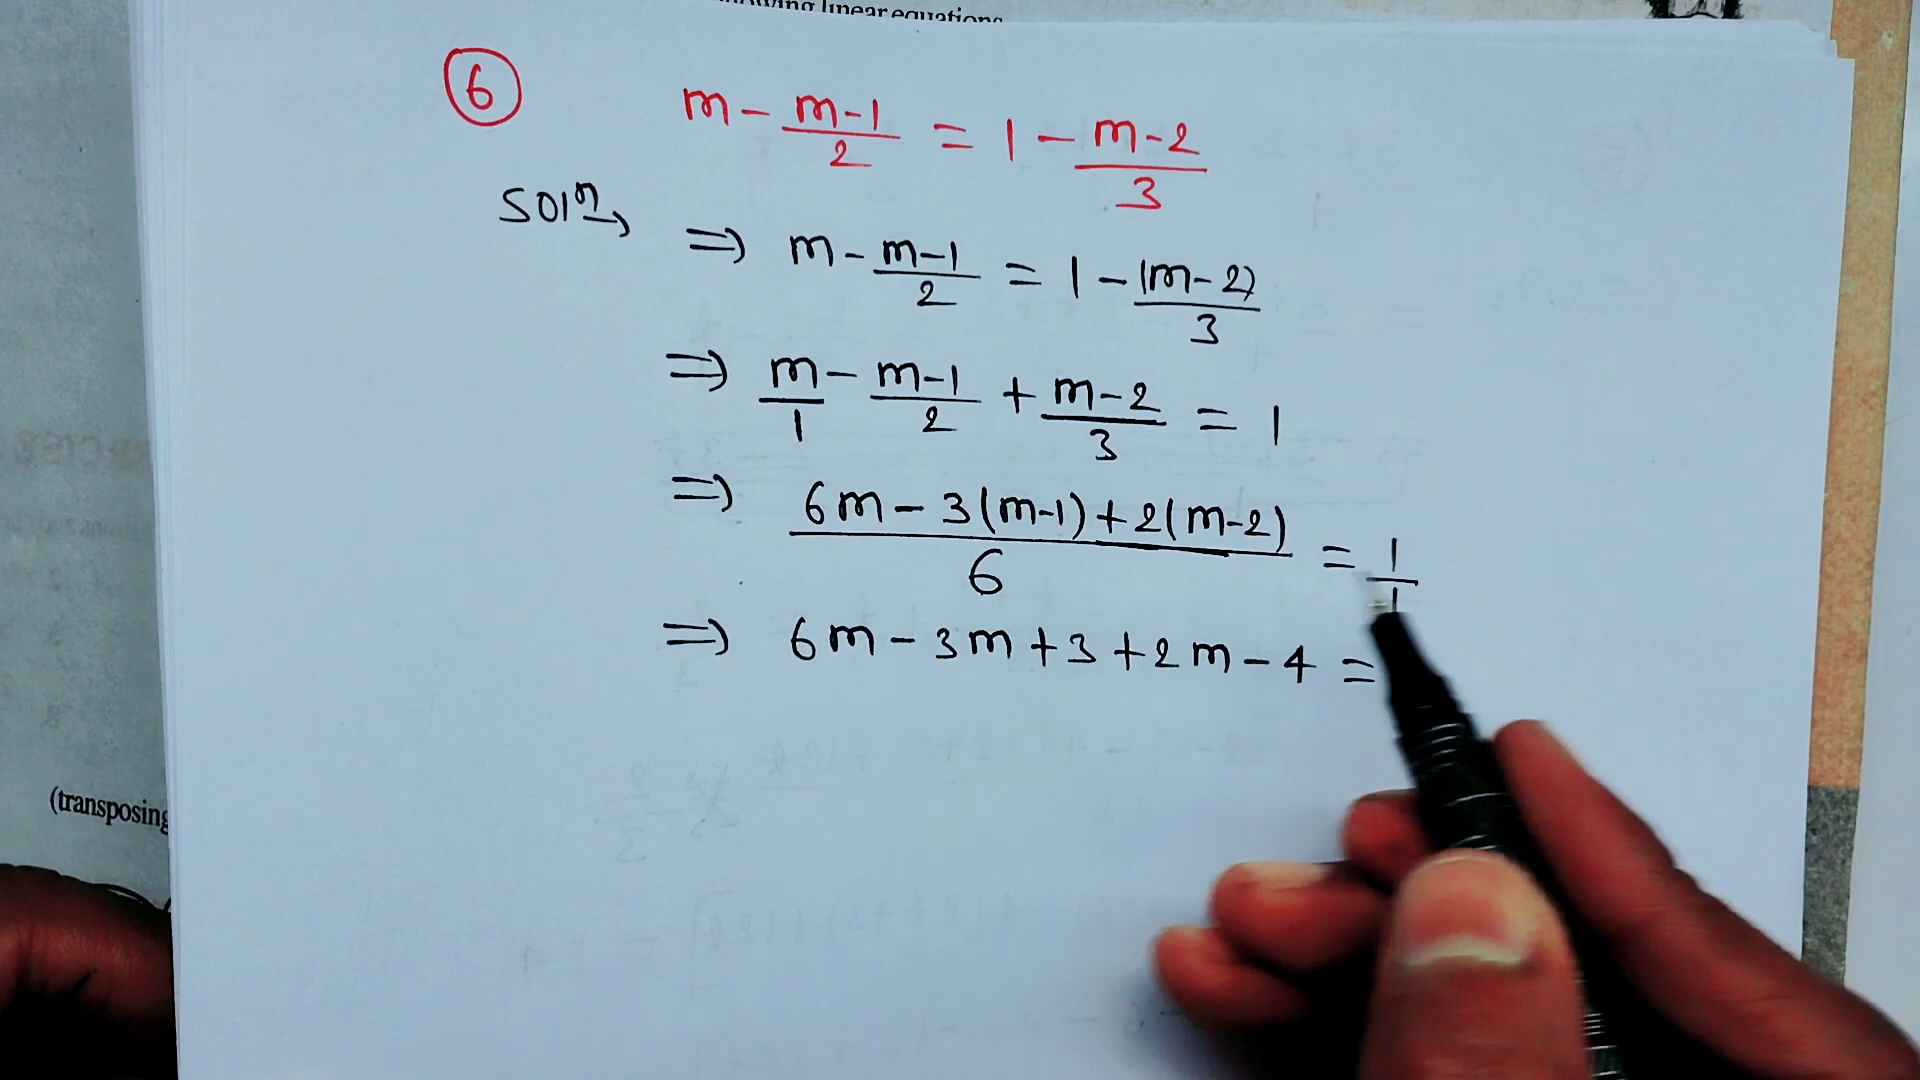 linear equations
6 m - m-1/2 = 1 - m-2/3
Soln, ⇒ m - m-1/2 = 1 - (m-2)/3
⇒ m/1 - m-1/2 + m-2/3 = 1
⇒ 6m - 3(m-1) + 2(m-2)/6 = 1/1
⇒ 6m - 3m + 3 + 2m - 4 =
(transposing